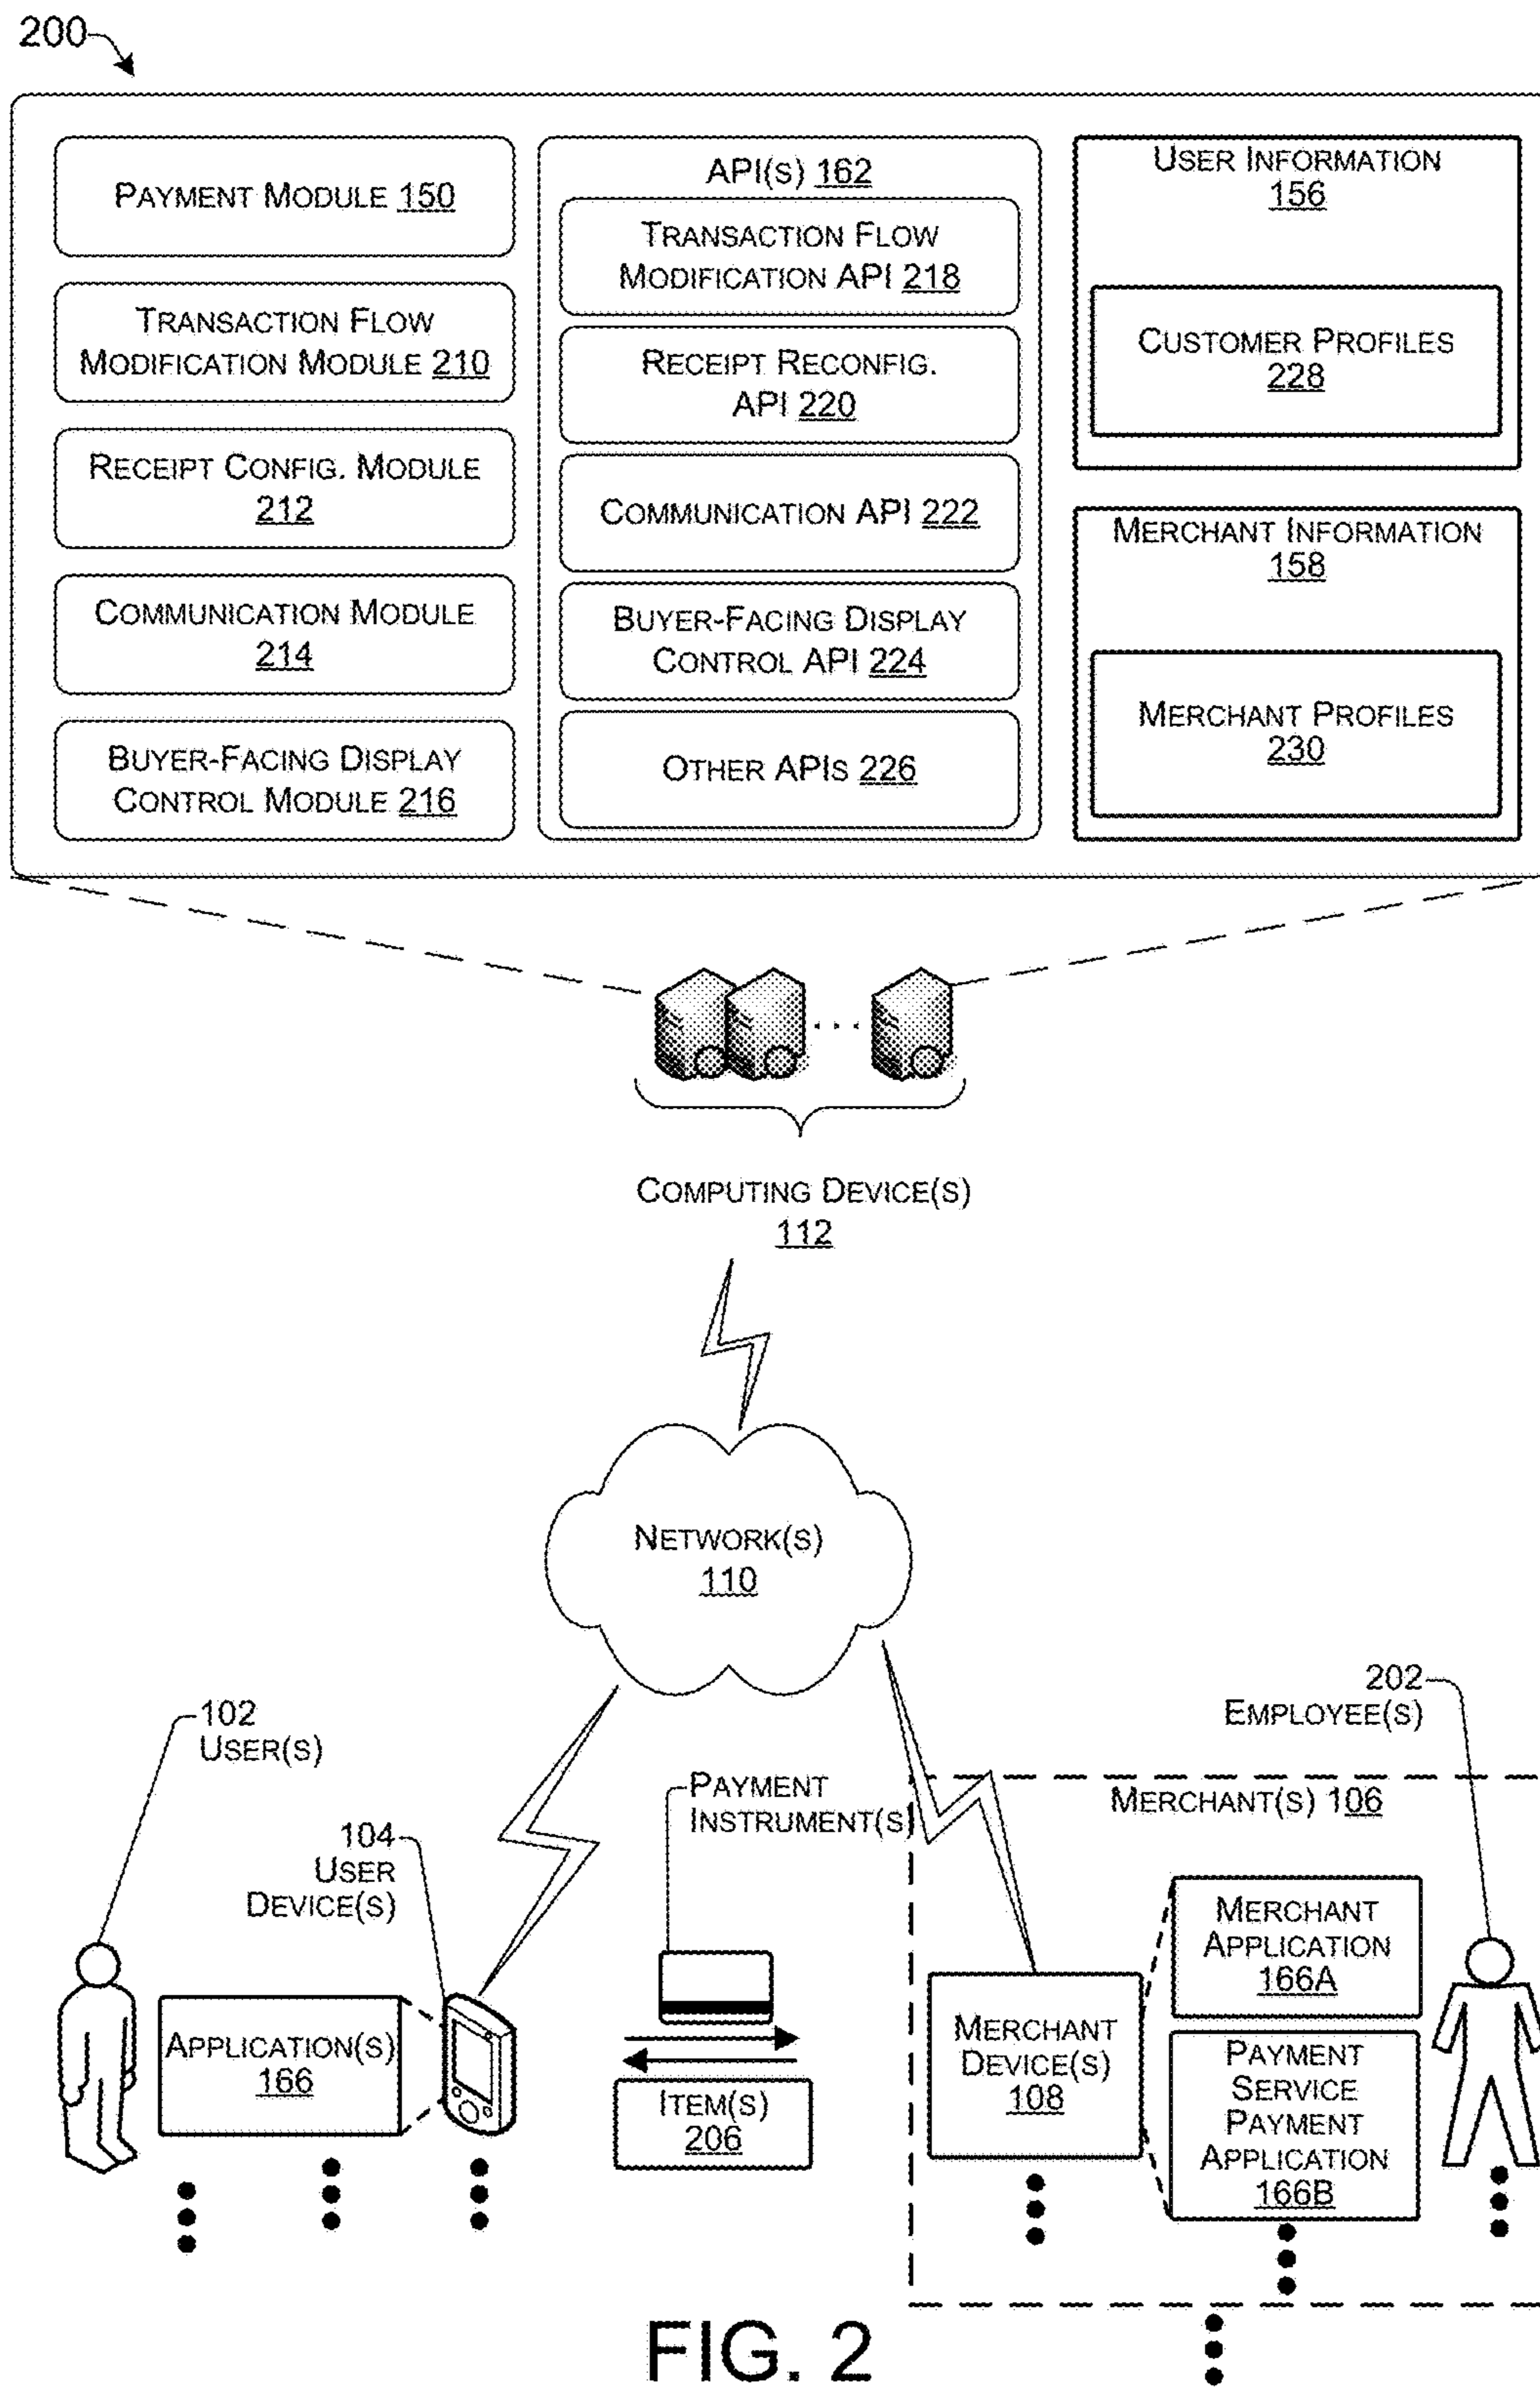 200
PAYMENT MODULE 150
TRANSACTION FLOW
MODIFICATION MODULE 210
RECEIPT CONFIG. MODULE
212
COMMUNICATION MODULE
214
BUYER-FACING DISPLAY
CONTROL MODULE 216
API(S) 162
TRANSACTION FLOW
MODIFICATION API 218
RECEIPT RECONFIG.
API 220
COMMUNICATION API 222
BUYER-FACING DISPLAY
CONTROL API 224
OTHER APIS 226
USER INFORMATION
156
CUSTOMER PROFILES
228
MERCHANT INFORMATION
158
MERCHANT PROFILES
230
COMPUTING DEVICE(S)
112
NETWORK(S)
110
102
USER(S)
104
USER
DEVICE(S)
APPLICATION(S)
166
PAYMENT
INSTRUMENT(S)
ITEM(S)
206
202
EMPLOYEE(S)
MERCHANT(S) 106
MERCHANT
DEVICE(S)
108
MERCHANT
APPLICATION
166A
PAYMENT
SERVICE
PAYMENT
APPLICATION
166B
FIG. 2